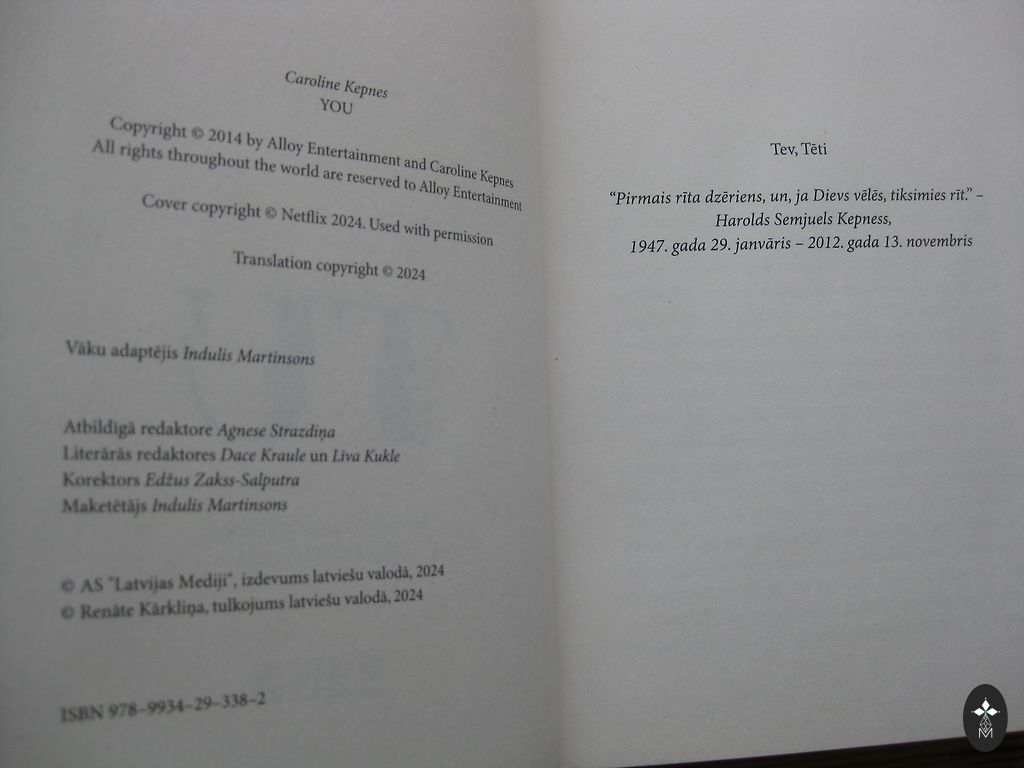 Caroline Kepnes
YOU
Copyright © 2014 by Alloy Entertainment and Caroline Kepnes
All rights throughout the world are reserved to Alloy Entertainment
Cover copyright © Netflix 2024. Used with permission
Translation copyright © 2024
Vāku adaptējis Indulis Martinsons
Atbildīgā redaktore Agnese Strazdiņa
Literārās redaktores Dace Kraule un Līva Kukle
Korektors Edžus Zakss-Salputra
Maketētājs Indulis Martinsons
© AS "Latvijas Mediji", izdevums latviešu valodā, 2024
© Renāte Kārkliņa, tulkojums latviešu valodā, 2024
ISBN 978-9934-29-338-2
Tev, Tēti
“Pirmais rīta dzēriens, un, ja Dievs vēlēs, tiksimies rīt.” –
Harolds Semjuels Kepness,
1947. gada 29. janvāris – 2012. gada 13. novembris
M